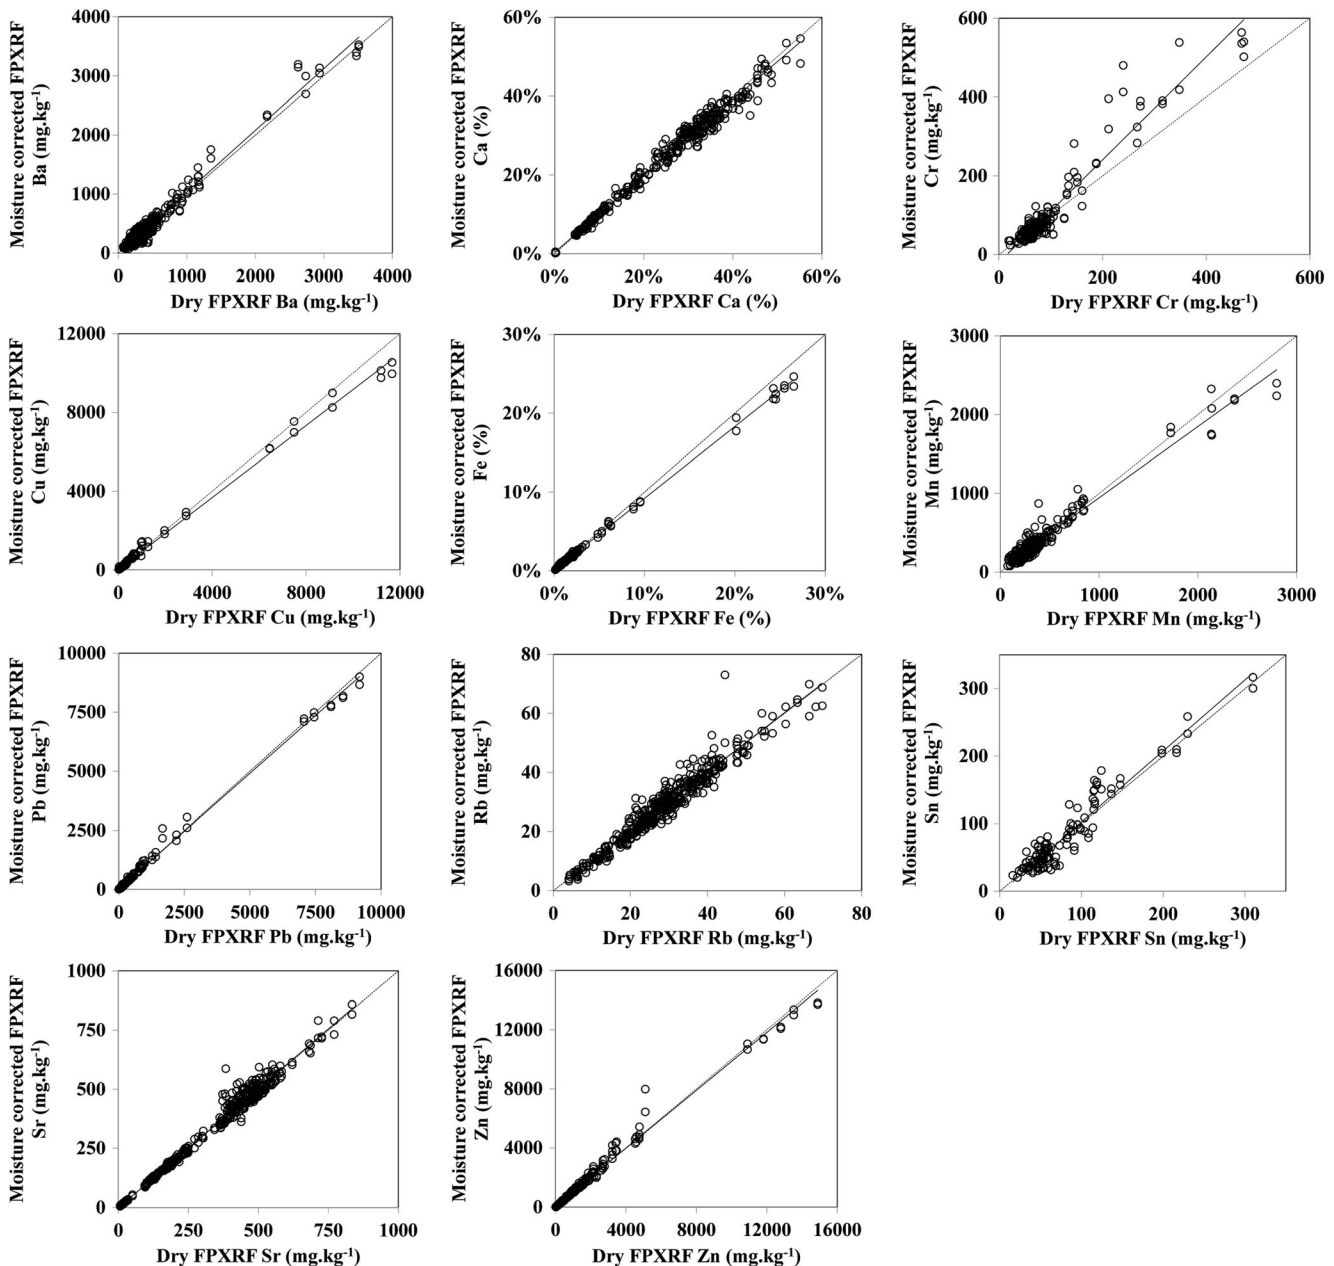 Moisture corrected FPXRF
Ba (mg.kg-1)
4000
3000
2000
1000
0
0 1000 2000 3000 4000
Dry FPXRF Ba (mg.kg-1)
Moisture corrected FPXRF
Ca (%)
60%
40%
20%
0%
0% 20% 40% 60%
Dry FPXRF Ca (%)
Moisture corrected FPXRF
Cr (mg.kg-1)
600
400
200
0
0 200 400 600
Dry FPXRF Cr (mg.kg-1)
Moisture corrected FPXRF
Cu (mg.kg-1)
12000
8000
4000
0
0 4000 8000 12000
Dry FPXRF Cu (mg.kg-1)
Moisture corrected FPXRF
Fe (%)
30%
20%
10%
0%
0% 10% 20% 30%
Dry FPXRF Fe (%)
Moisture corrected FPXRF
Mn (mg.kg-1)
3000
2000
1000
0
0 1000 2000 3000
Dry FPXRF Mn (mg.kg-1)
Moisture corrected FPXRF
Pb (mg.kg-1)
10000
7500
5000
2500
0
0 2500 5000 7500 10000
Dry FPXRF Pb (mg.kg-1)
Moisture corrected FPXRF
Rb (mg.kg-1)
80
60
40
20
0
0 20 40 60 80
Dry FPXRF Rb (mg.kg-1)
Moisture corrected FPXRF
Sn (mg.kg-1)
300
200
100
0
0 100 200 300
Dry FPXRF Sn (mg.kg-1)
Moisture corrected FPXRF
Sr (mg.kg-1)
1000
750
500
250
0
0 250 500 750 1000
Dry FPXRF Sr (mg.kg-1)
Moisture corrected FPXRF
Zn (mg.kg-1)
16000
12000
8000
4000
0
0 4000 8000 12000 16000
Dry FPXRF Zn (mg.kg-1)